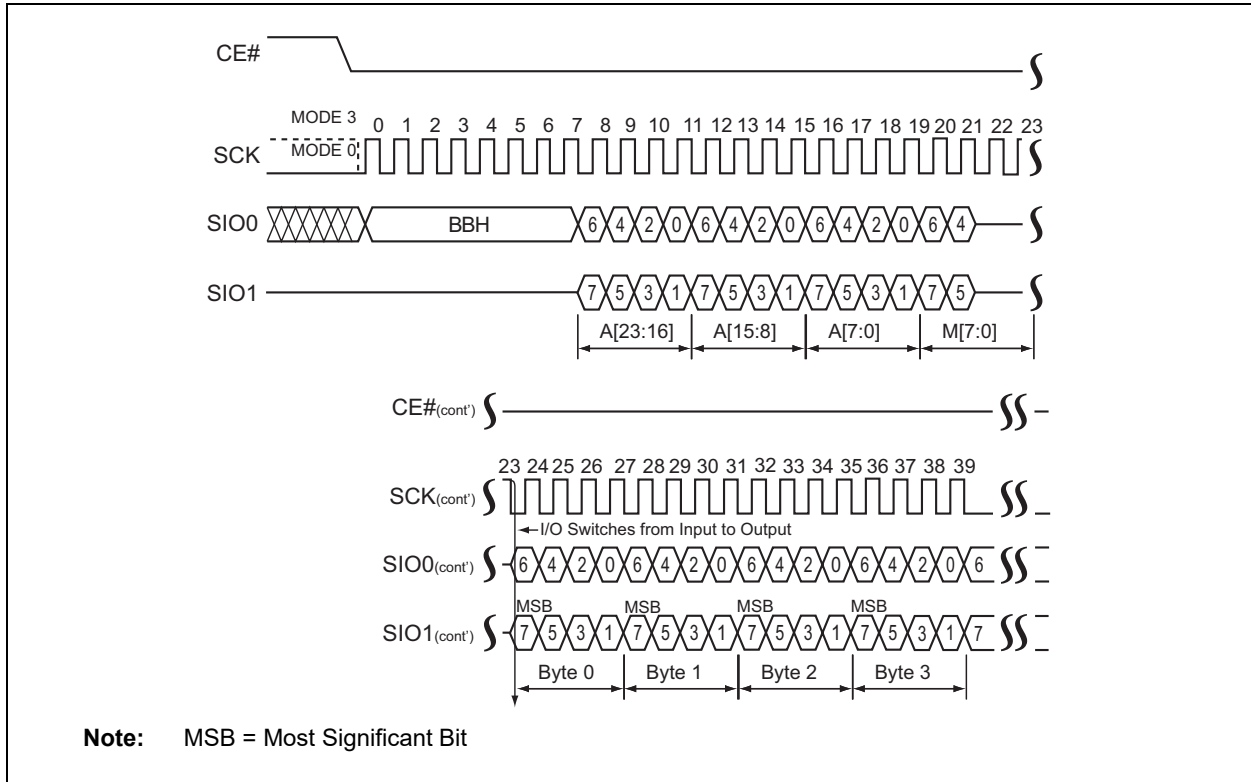 CE#
MODE 3
0 1 2 3 4 5 6 7 8 9 10 11 12 13 14 15 16 17 18 19 20 21 22 23
SCK
MODE 0
SIO0
BBH
6 4 2 0 6 4 2 0 6 4 2 0 6 4
SIO1
7 5 3 1 7 5 3 1 7 5 3 1 7 5
A[23:16] A[15:8] A[7:0] M[7:0]
CE#(cont')
23 24 25 26 27 28 29 30 31 32 33 34 35 36 37 38 39
SCK(cont')
I/O Switches from Input to Output
SIO0(cont')
6 4 2 0 6 4 2 0 6 4 2 0 6 4 2 0 6
MSB MSB MSB MSB
SIO1(cont')
7 5 3 1 7 5 3 1 7 5 3 1 7 5 3 1 7
Byte 0 Byte 1 Byte 2 Byte 3
Note: MSB = Most Significant Bit